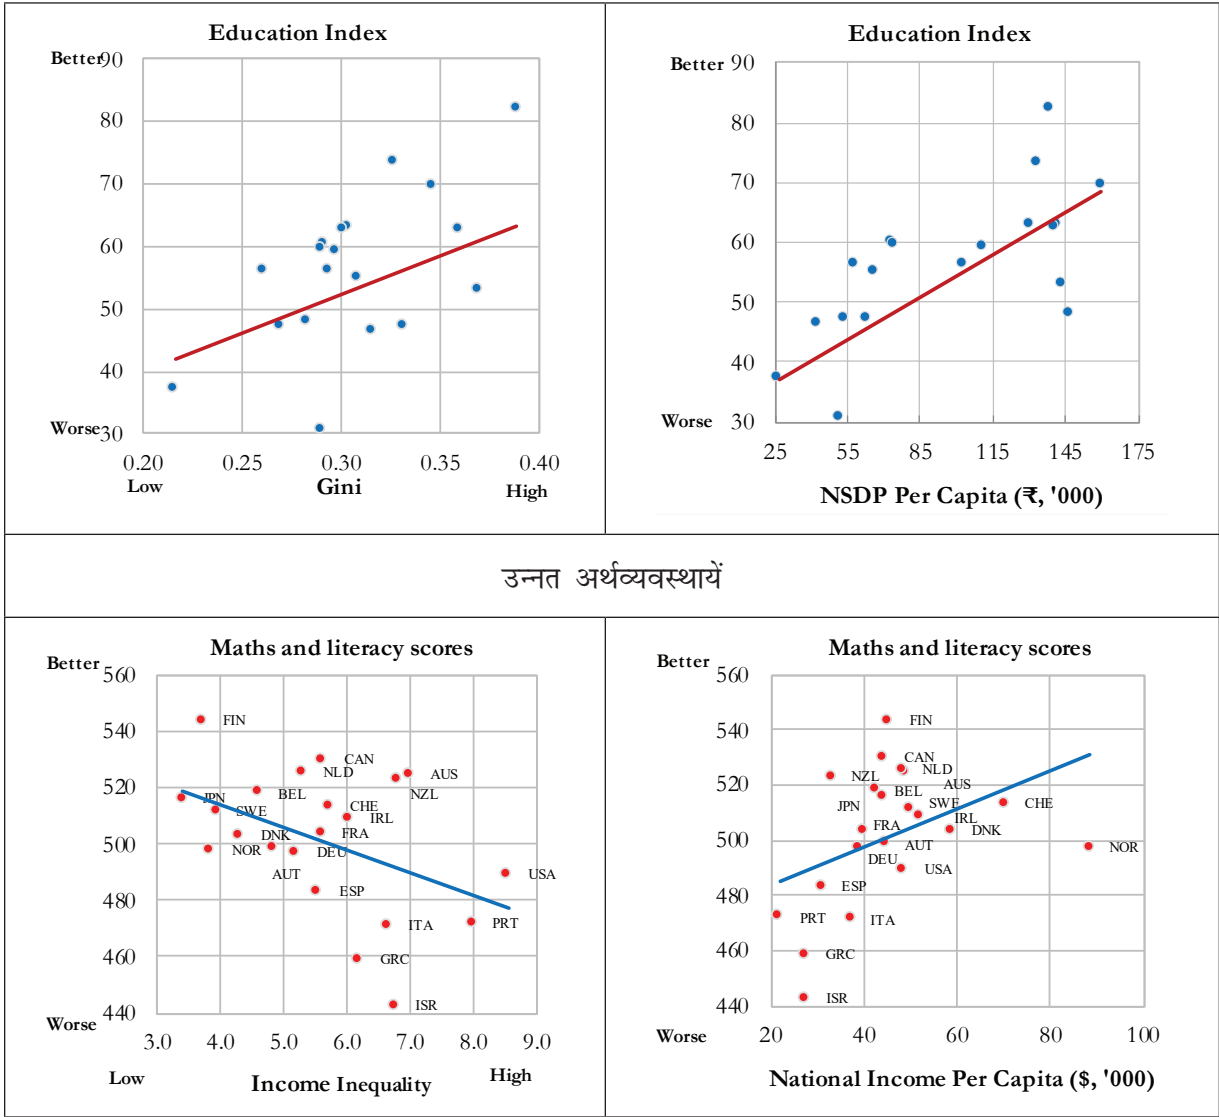 Education Index
Better
90
80
70
60
50
40
30
Worse
0.20 0.25 0.30 0.35 0.40
Low Gini High
Education Index
Better
90
80
70
60
50
40
30
Worse
25 55 85 115 145 175
NSDP Per Capita (₹, '000)
उन्नत अर्थव्यवस्थायें
Maths and literacy scores
Better
560
540
520
500
480
460
440
Worse
FIN
CAN
NLD
AUS
NZL
BEL
JPN
SWE
CHE
IRL
DNK
FRA
NOR
DEU
AUT
ESP
USA
ITA
PRT
GRC
ISR
3.0 4.0 5.0 6.0 7.0 8.0 9.0
Low Income Inequality High
Maths and literacy scores
Better
560
540
520
500
480
460
440
Worse
FIN
CAN
NLD
NZL
AUS
BEL
JPN
SWE
CHE
IRL
FRA
DNK
AUT
NOR
DEU
USA
ESP
PRT
ITA
GRC
ISR
20 40 60 80 100
National Income Per Capita ($, '000)